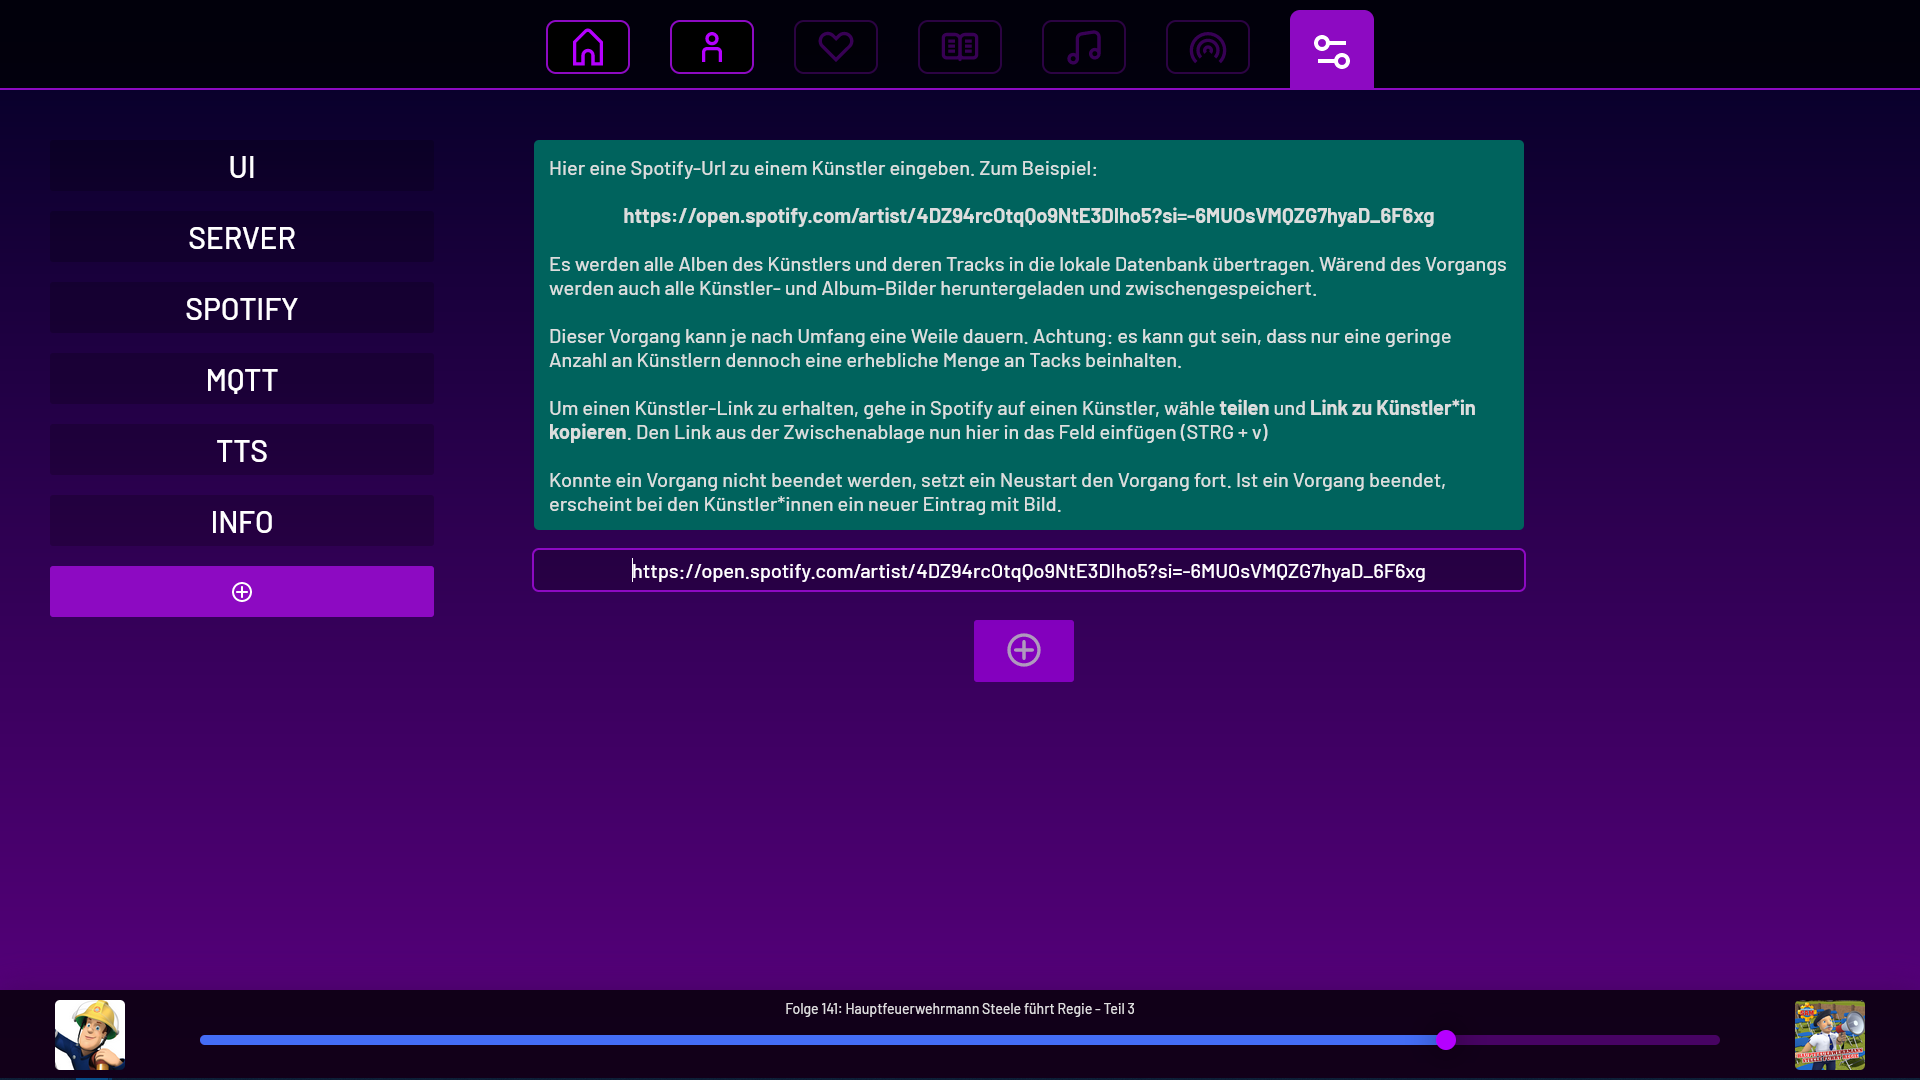 UI
SERVER
SPOTIFY
MQTT
TTS
INFO
Hier eine Spotify-Url zu einem Künstler eingeben. Zum Beispiel:
https://open.spotify.com/artist/4DZ94rcOtqQo9NtE3DIho5?si=-6MUOsVMQZG7hyaD_6F6xg
Es werden alle Alben des Künstlers und deren Tracks in die lokale Datenbank übertragen. Wärend des Vorgangs
werden auch alle Künstler- und Album-Bilder heruntergeladen und zwischengespeichert.
Dieser Vorgang kann je nach Umfang eine Weile dauern. Achtung: es kann gut sein, dass nur eine geringe
Anzahl an Künstlern dennoch eine erhebliche Menge an Tacks beinhalten.
Um einen Künstler-Link zu erhalten, gehe in Spotify auf einen Künstler, wähle teilen und Link zu Künstler*in
kopieren. Den Link aus der Zwischenablage nun hier in das Feld einfügen (STRG + v)
Konnte ein Vorgang nicht beendet werden, setzt ein Neustart den Vorgang fort. Ist ein Vorgang beendet,
erscheint bei den Künstler*innen ein neuer Eintrag mit Bild.
https://open.spotify.com/artist/4DZ94rcOtqQo9NtE3DIho5?si=-6MUOsVMQZG7hyaD_6F6xg
Folge 141: Hauptfeuerwehrmann Steele führt Regie - Teil 3